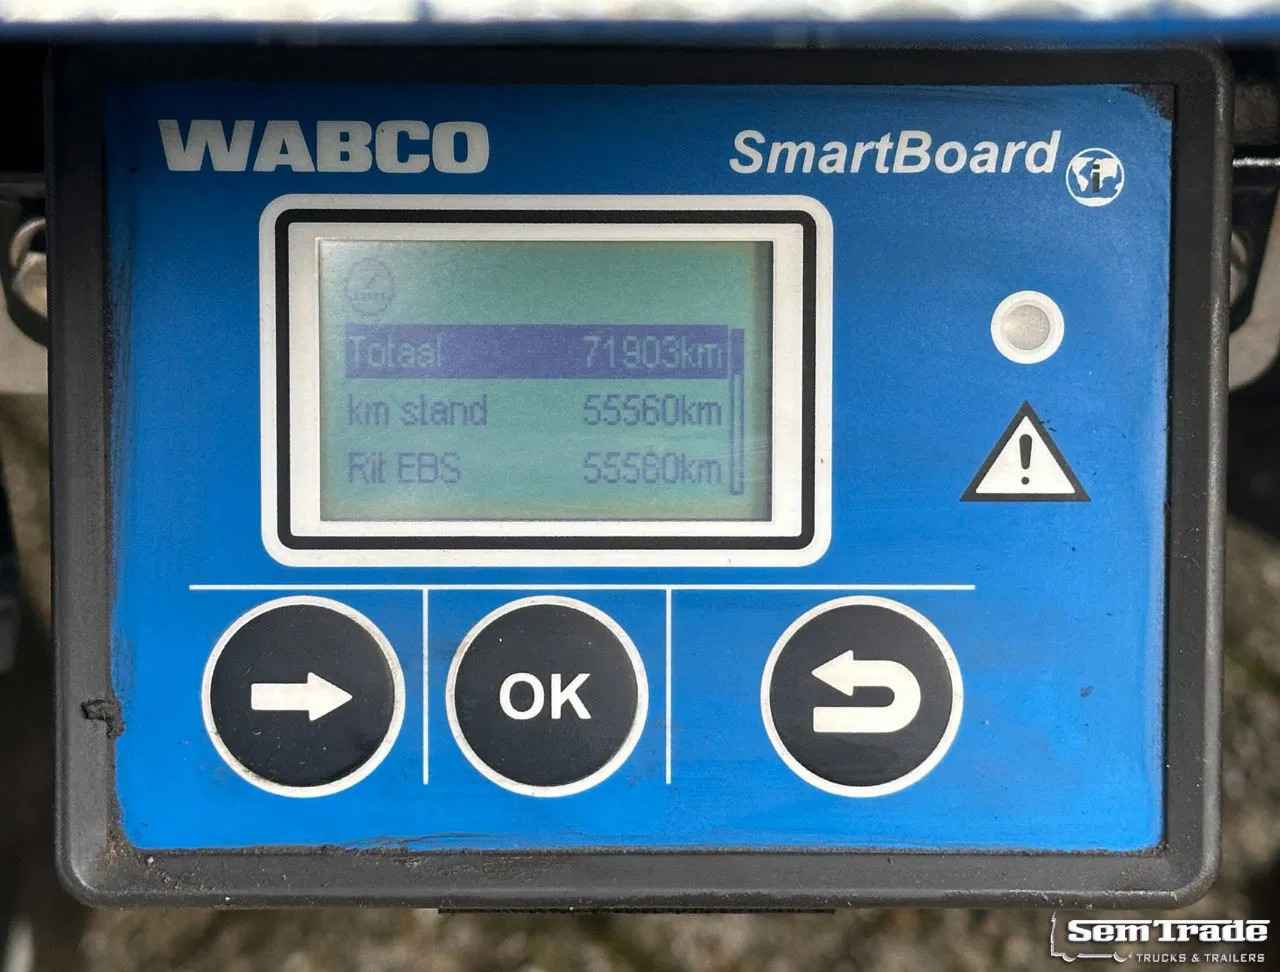 WABCO
SmartBoard
i
Totaal 71903km
km stand 55560km
Rit EBS 55560km
!
OK
Sem Trade
TRUCKS & TRAILERS